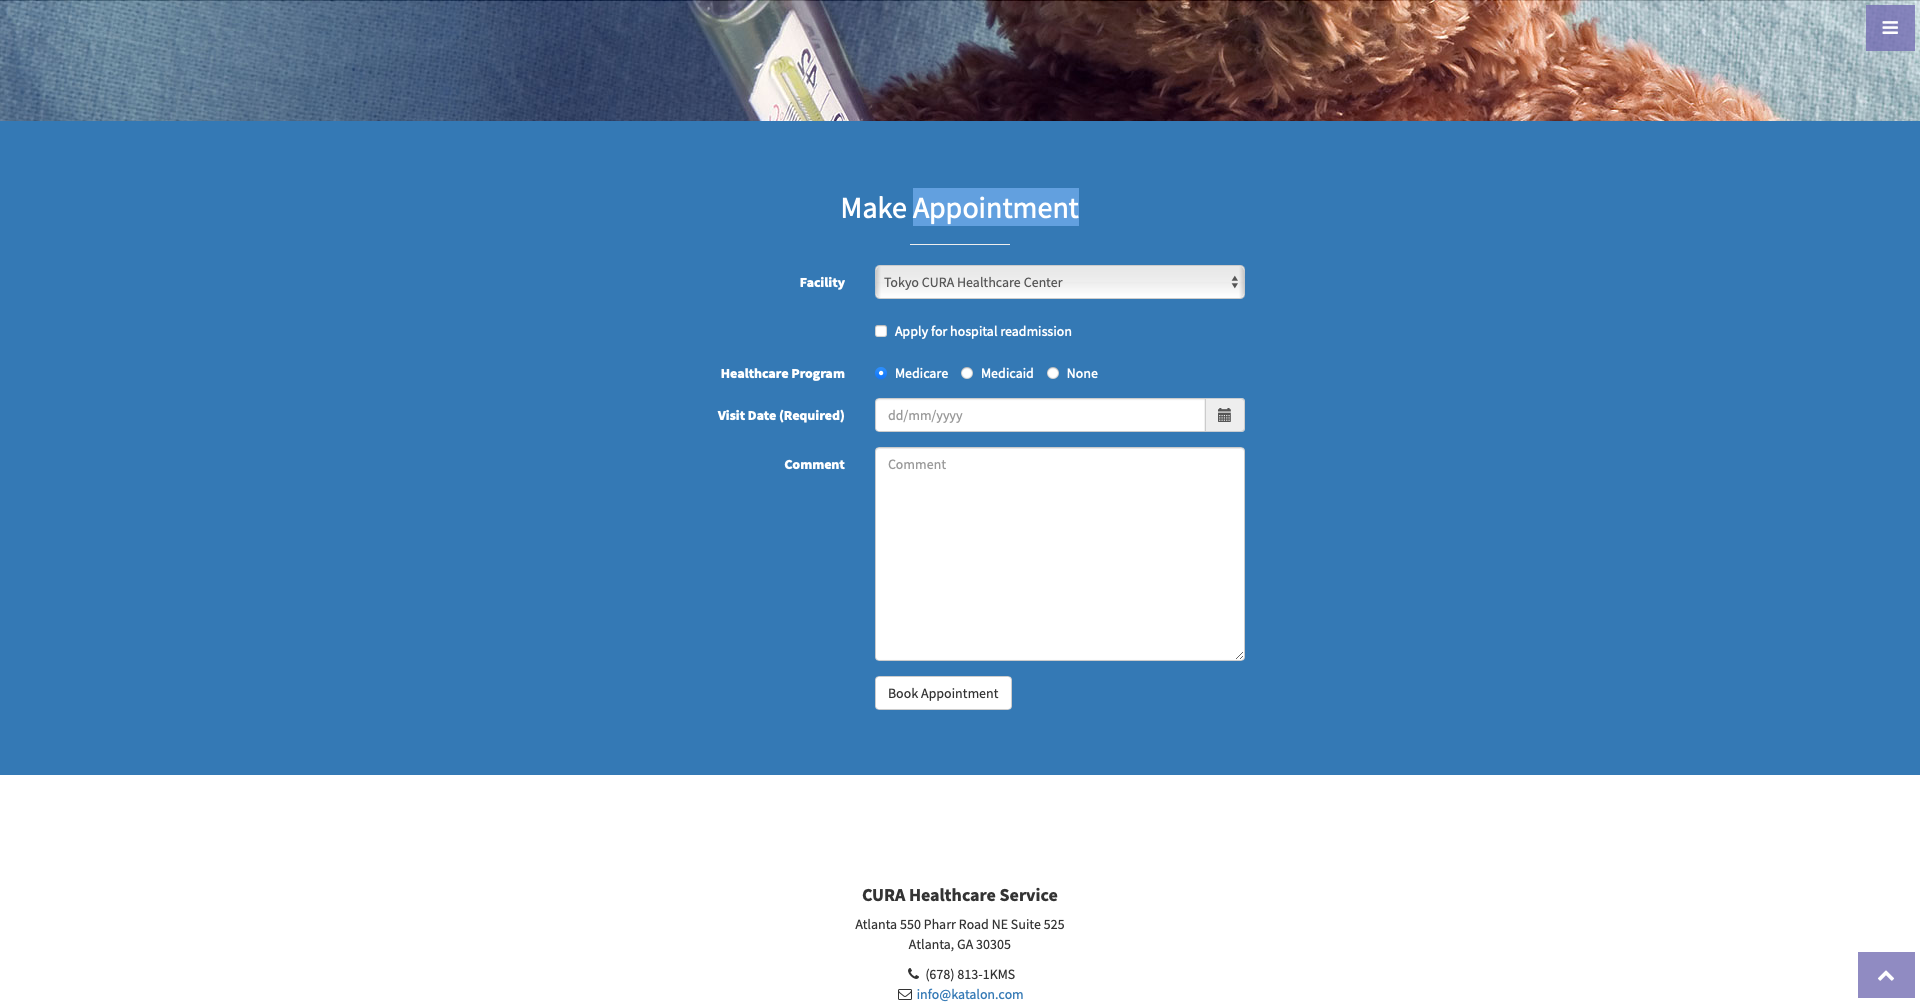 Make Appointment
Facility
Tokyo CURA Healthcare Center
Apply for hospital readmission
Healthcare Program
Medicare
Medicaid
None
Visit Date (Required)
dd/mm/yyyy
Comment
Comment
Book Appointment
CURA Healthcare Service
Atlanta 550 Pharr Road NE Suite 525
Atlanta, GA 30305
(678) 813-1KMS
info@katalon.com